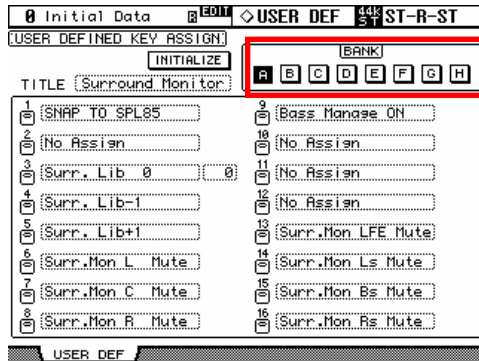 0 Initial Data EDIT ◇USER DEF 44K ST ST-R-ST
USER DEFINED KEY ASSIGN
BANK
INITIALIZE
A B C D E F G H
TITLE Surround Monitor
1 SNAP TO SPL85
2 No Assign
3 Surr. Lib 0 0
4 Surr. Lib-1
5 Surr. Lib+1
6 Surr.Mon L Mute
7 Surr.Mon C Mute
8 Surr.Mon R Mute
9 Bass Manage ON
10 No Assign
11 No Assign
12 No Assign
13 Surr.Mon LFE Mute
14 Surr.Mon Ls Mute
15 Surr.Mon Bs Mute
16 Surr.Mon Rs Mute
USER DEF